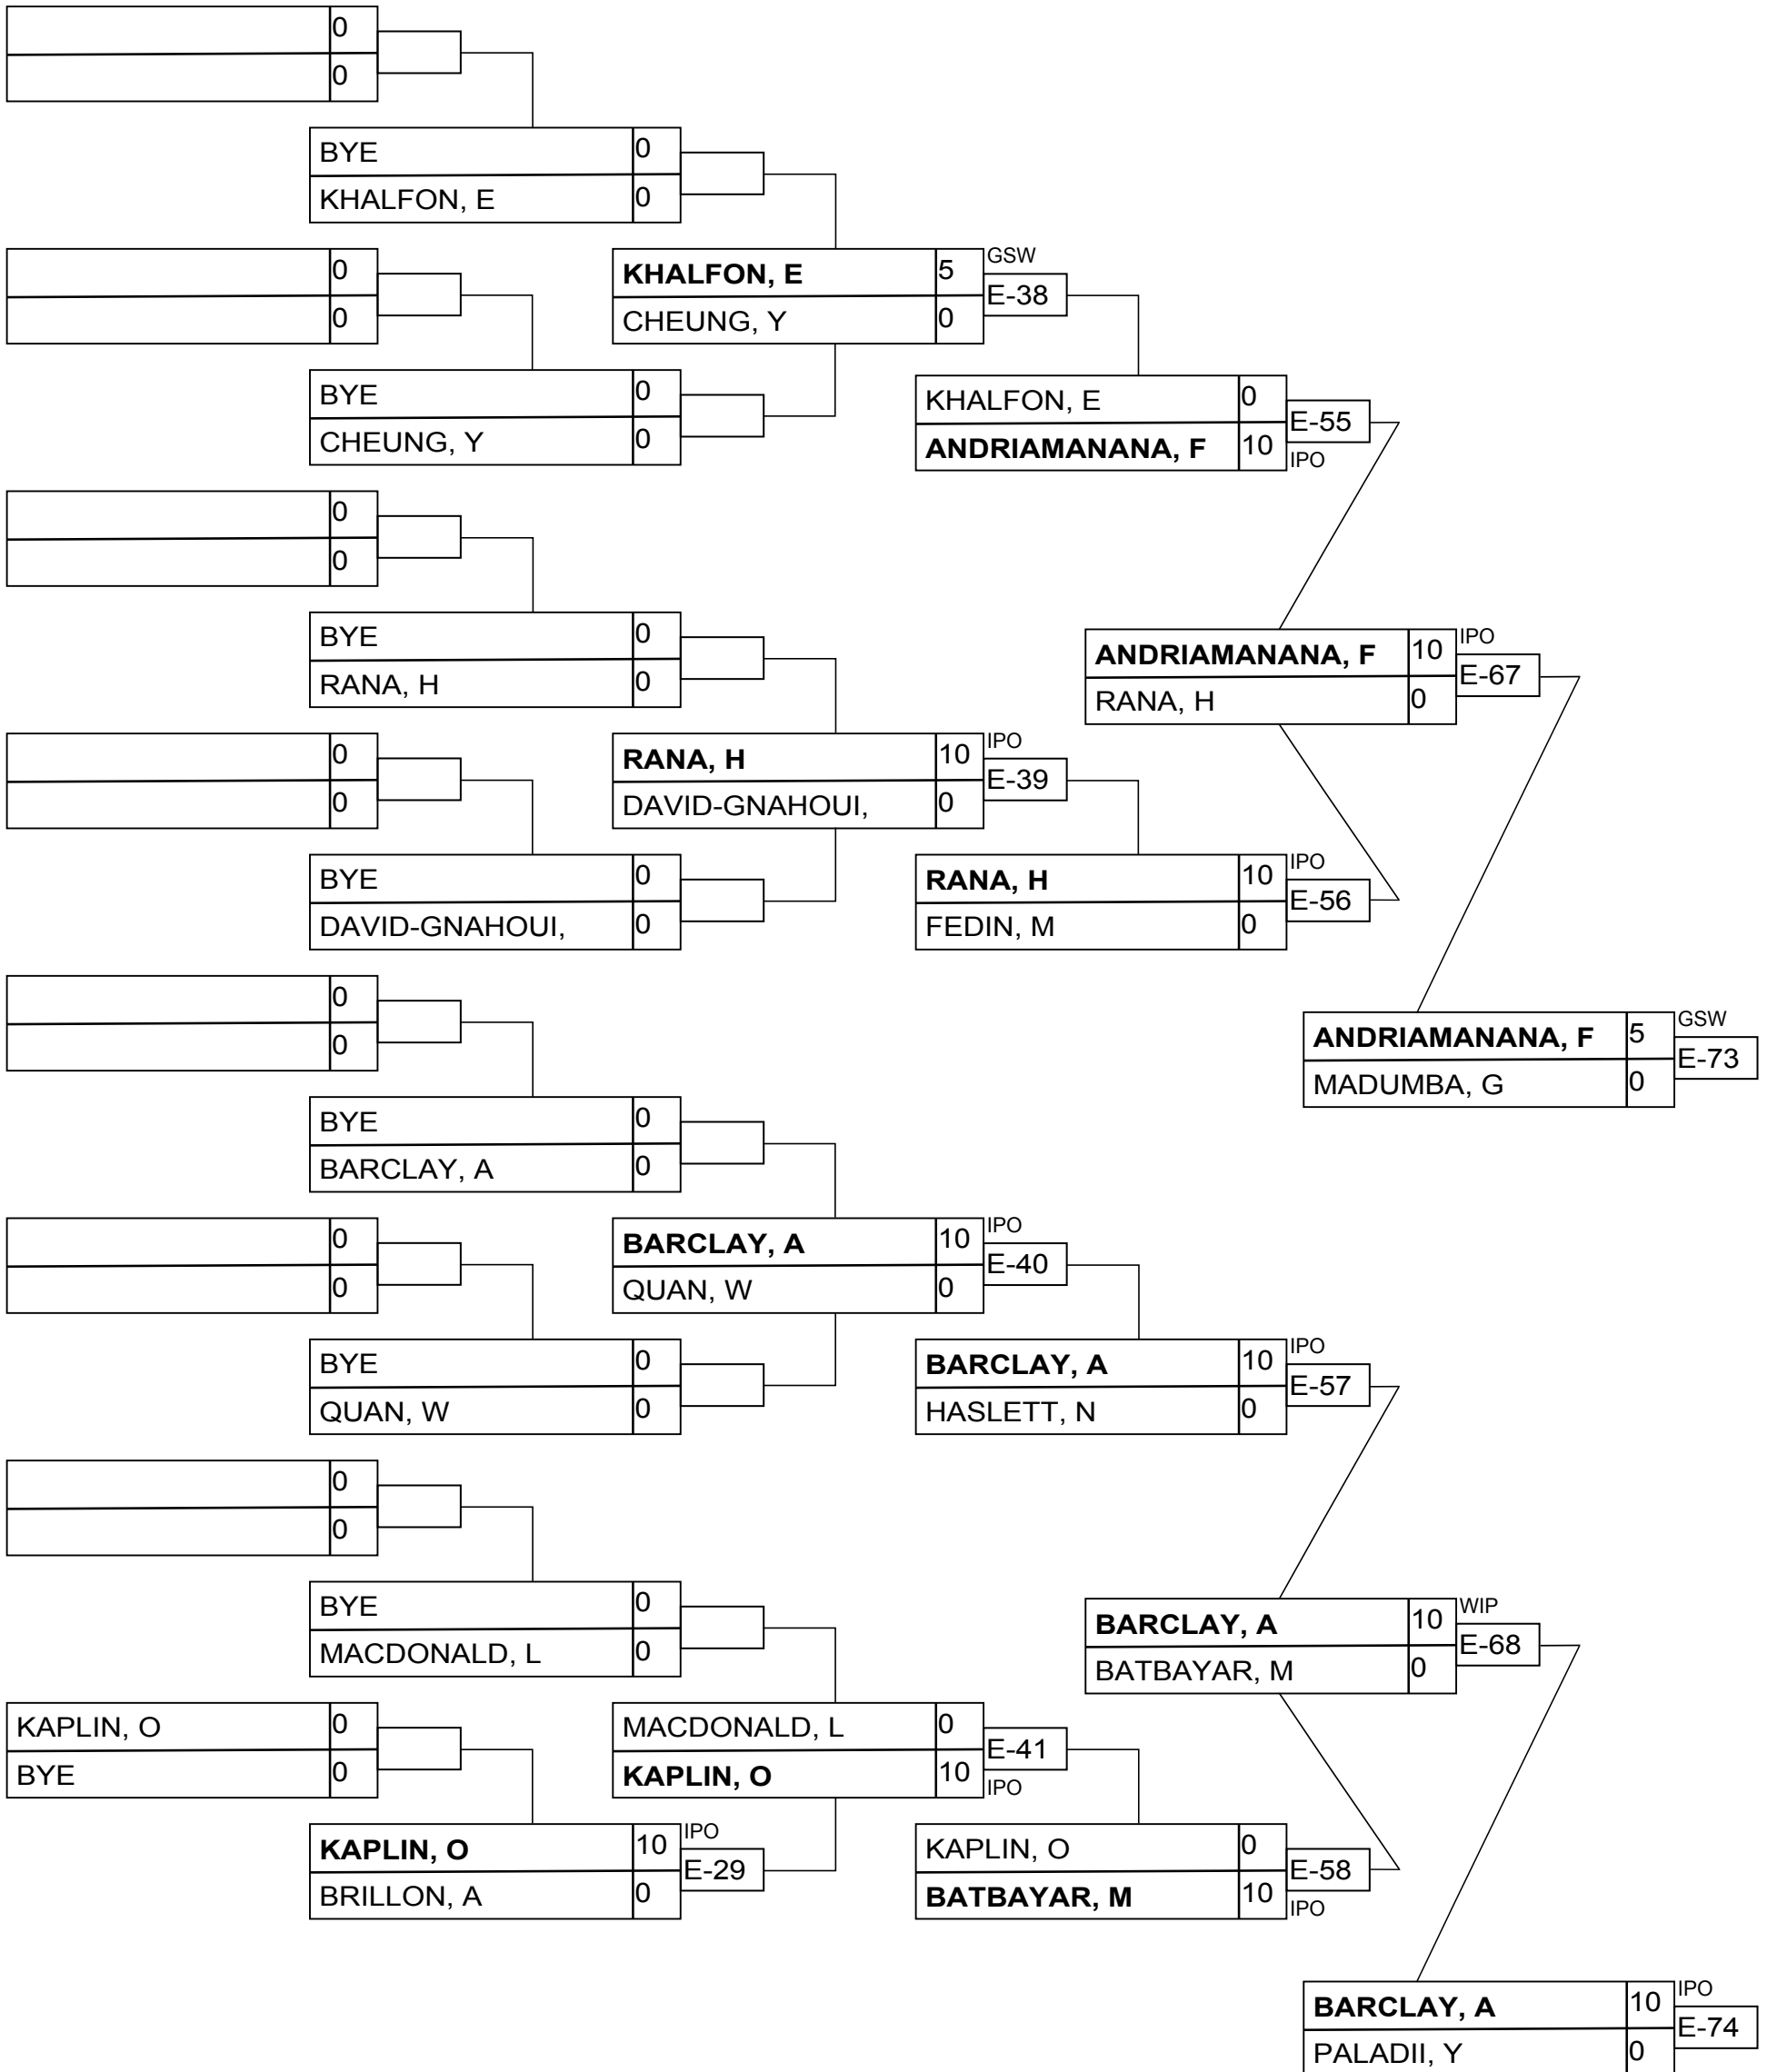 0
0
BYE 0
KHALFON, E 0
0
0
KHALFON, E 5 GSW
E-38
CHEUNG, Y 0
BYE 0
CHEUNG, Y 0
KHALFON, E 0
E-55
ANDRIAMANANA, F 10 IPO
0
0
BYE 0
RANA, H 0
ANDRIAMANANA, F 10 IPO
E-67
RANA, H 0
0
0
RANA, H 10 IPO
E-39
DAVID-GNAHOUI, 0
BYE 0
DAVID-GNAHOUI, 0
RANA, H 10 IPO
E-56
FEDIN, M 0
0
0
ANDRIAMANANA, F 5 GSW
E-73
MADUMBA, G 0
BYE 0
BARCLAY, A 0
0
0
BARCLAY, A 10 IPO
E-40
QUAN, W 0
BYE 0
QUAN, W 0
BARCLAY, A 10 IPO
E-57
HASLETT, N 0
0
0
BYE 0
MACDONALD, L 0
BARCLAY, A 10 WIP
E-68
BATBAYAR, M 0
KAPLIN, O 0
BYE 0
MACDONALD, L 0
E-41
KAPLIN, O 10 IPO
KAPLIN, O 10 IPO
E-29
BRILLON, A 0
KAPLIN, O 0
E-58
BATBAYAR, M 10 IPO
BARCLAY, A 10 IPO
E-74
PALADII, Y 0